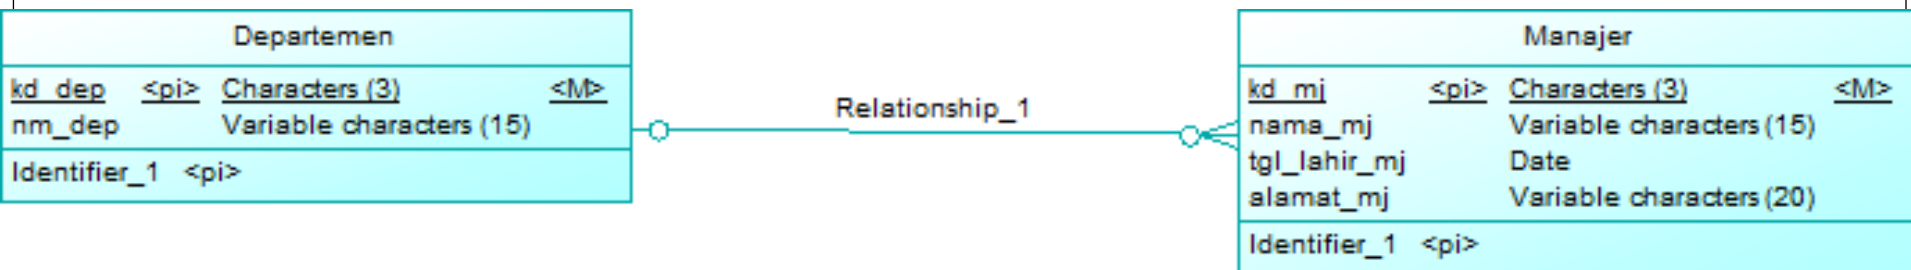 Departemen
kd_dep <pi> Characters (3) <M>
nm_dep Variable characters (15)
Identifier_1 <pi>
Relationship_1
Manajer
kd_mj <pi> Characters (3) <M>
nama_mj Variable characters (15)
tgl_lahir_mj Date
alamat_mj Variable characters (20)
Identifier_1 <pi>